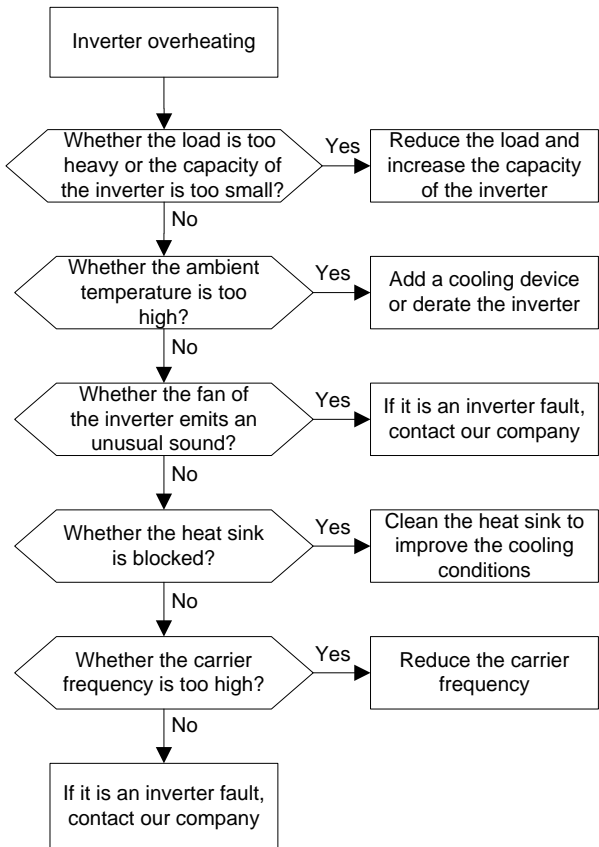 Inverter overheating
Whether the load is too
heavy or the capacity of
the inverter is too small?
Yes
Reduce the load and
increase the capacity
of the inverter
No
Whether the ambient
temperature is too
high?
Yes
Add a cooling device
or derate the inverter
No
Whether the fan of
the inverter emits an
unusual sound?
Yes
If it is an inverter fault,
contact our company
No
Whether the heat sink
is blocked?
Yes
Clean the heat sink to
improve the cooling
conditions
No
Whether the carrier
frequency is too high?
Yes
Reduce the carrier
frequency
No
If it is an inverter fault,
contact our company